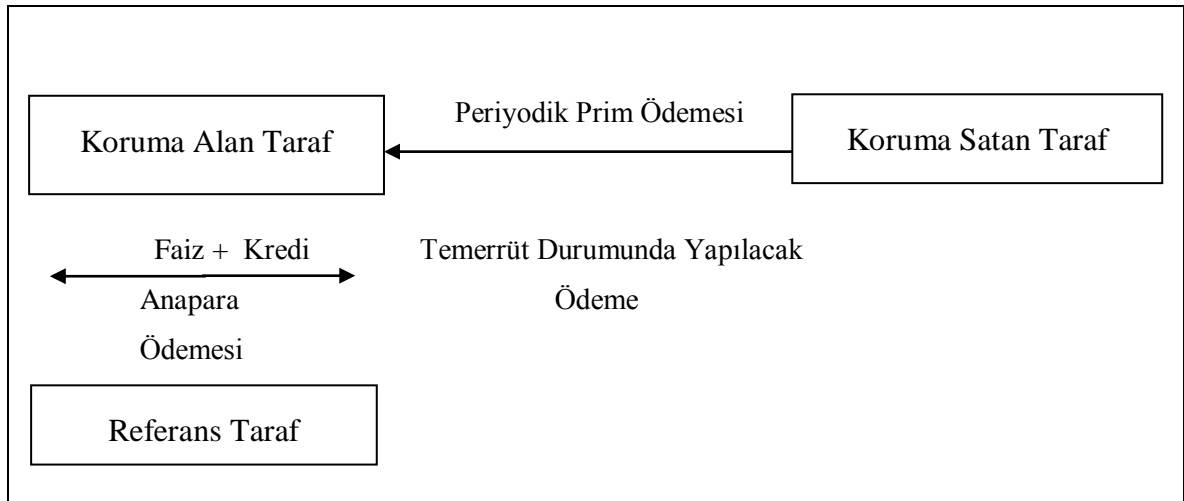 Periyodik Prim Ödemesi
Koruma Alan Taraf
Koruma Satan Taraf
Faiz + Kredi
Anapara
Ödemesi
Temerrüt Durumunda Yapılacak
Ödeme
Referans Taraf